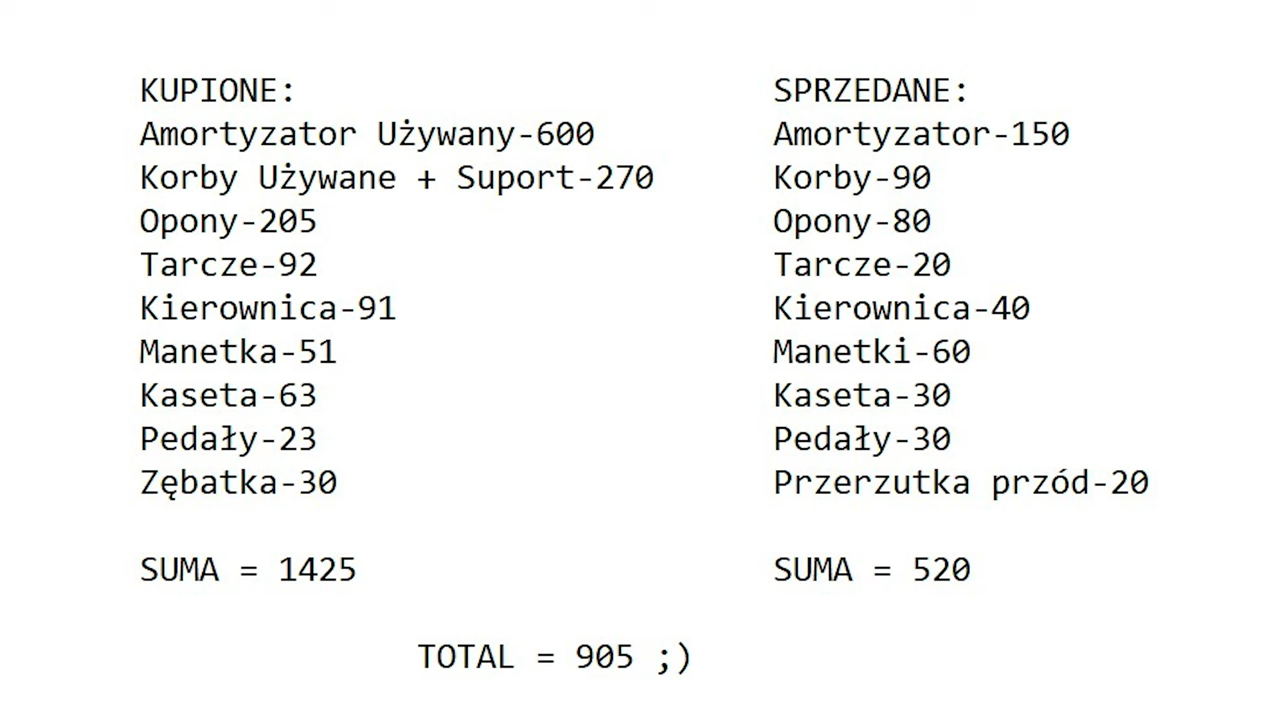 KUPIONE:
Amortyzator Używany-600
Korby Używane + Suport-270
Opony-205
Tarcze-92
Kierownica-91
Manetka-51
Kaseta-63
Pedały-23
Zębatka-30
SUMA = 1425
SPRZEDANE:
Amortyzator-150
Korby-90
Opony-80
Tarcze-20
Kierownica-40
Manetki-60
Kaseta-30
Pedały-30
Przerzutka przód-20
SUMA = 520
TOTAL = 905 ;)